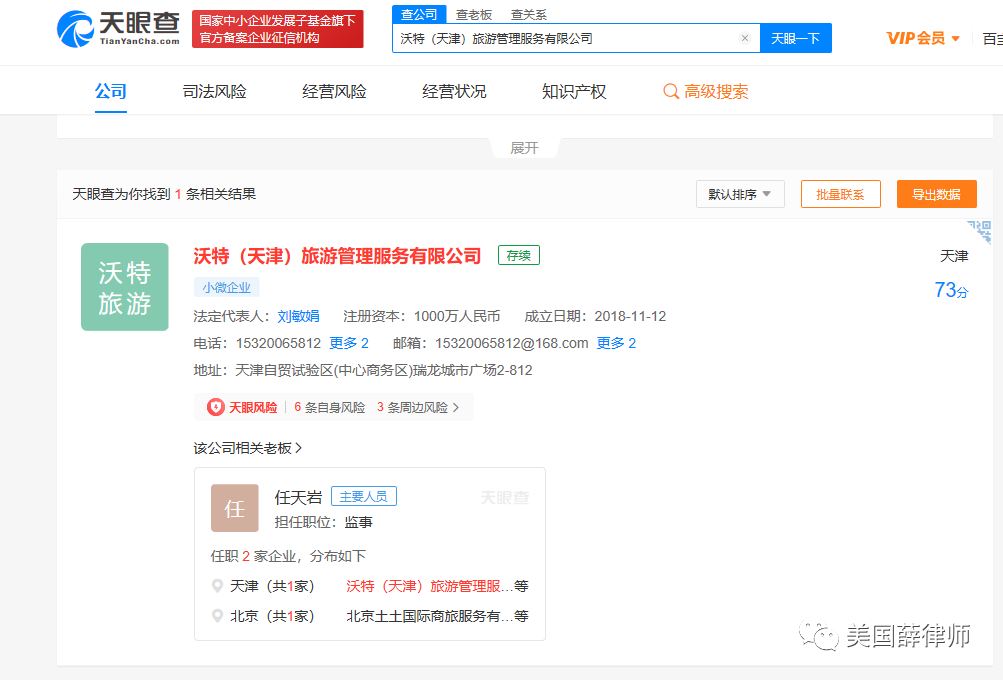 天眼查
TianYanCha.com
国家中小企业发展子基金旗下
官方备案企业征信机构
查公司 查老板 查关系
沃特（天津）旅游管理服务有限公司 × 天眼一下
VIP会员
公司 司法风险 经营风险 经营状况 知识产权 高级搜索
展开
天眼查为你找到 1 条相关结果
默认排序 批量联系 导出数据
沃特
旅游
沃特（天津）旅游管理服务有限公司 存续
天津
小微企业
73分
法定代表人：刘敏娟 注册资本：1000万人民币 成立日期：2018-11-12
电话：15320065812 更多 2 邮箱：15320065812@168.com 更多 2
地址：天津自贸试验区(中心商务区)瑞龙城市广场2-812
天眼风险 6 条自身风险 3 条周边风险 >
该公司相关老板 >
任
任天岩 主要人员
天眼查
担任职位：监事
任职 2 家企业，分布如下
天津（共1家） 沃特（天津）旅游管理服...等
北京（共1家） 北京土土国际商旅服务有...等
美国薛律师